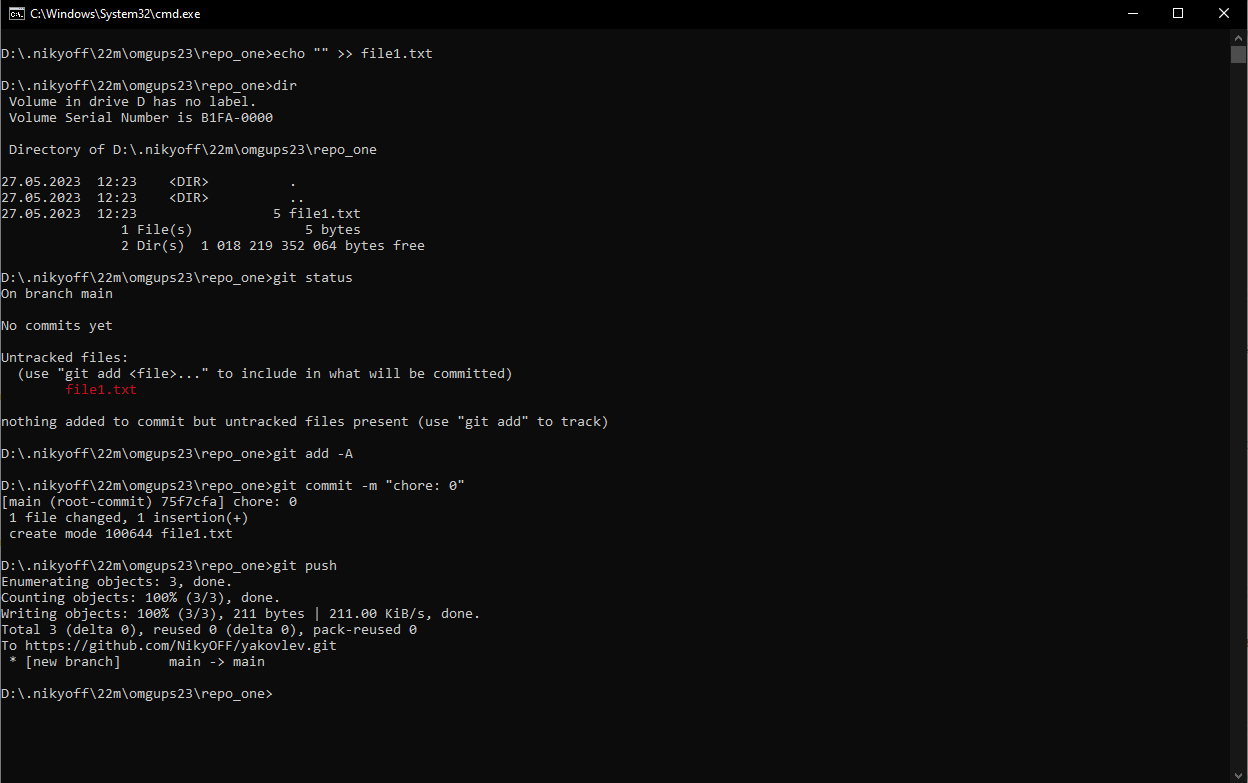 C:\Windows\System32\cmd.exe
D:\.nikyoff\22m\omgups23\repo_one>echo "" >> file1.txt
D:\.nikyoff\22m\omgups23\repo_one>dir
 Volume in drive D has no label.
 Volume Serial Number is B1FA-0000
 Directory of D:\.nikyoff\22m\omgups23\repo_one
27.05.2023  12:23    <DIR>          .
27.05.2023  12:23    <DIR>          ..
27.05.2023  12:23                 5 file1.txt
               1 File(s)              5 bytes
               2 Dir(s)  1 018 219 352 064 bytes free
D:\.nikyoff\22m\omgups23\repo_one>git status
On branch main
No commits yet
Untracked files:
  (use "git add <file>..." to include in what will be committed)
        file1.txt
nothing added to commit but untracked files present (use "git add" to track)
D:\.nikyoff\22m\omgups23\repo_one>git add -A
D:\.nikyoff\22m\omgups23\repo_one>git commit -m "chore: 0"
[main (root-commit) 75f7cfa] chore: 0
 1 file changed, 1 insertion(+)
 create mode 100644 file1.txt
D:\.nikyoff\22m\omgups23\repo_one>git push
Enumerating objects: 3, done.
Counting objects: 100% (3/3), done.
Writing objects: 100% (3/3), 211 bytes | 211.00 KiB/s, done.
Total 3 (delta 0), reused 0 (delta 0), pack-reused 0
To https://github.com/NikyOFF/yakovlev.git
 * [new branch]      main -> main
D:\.nikyoff\22m\omgups23\repo_one>